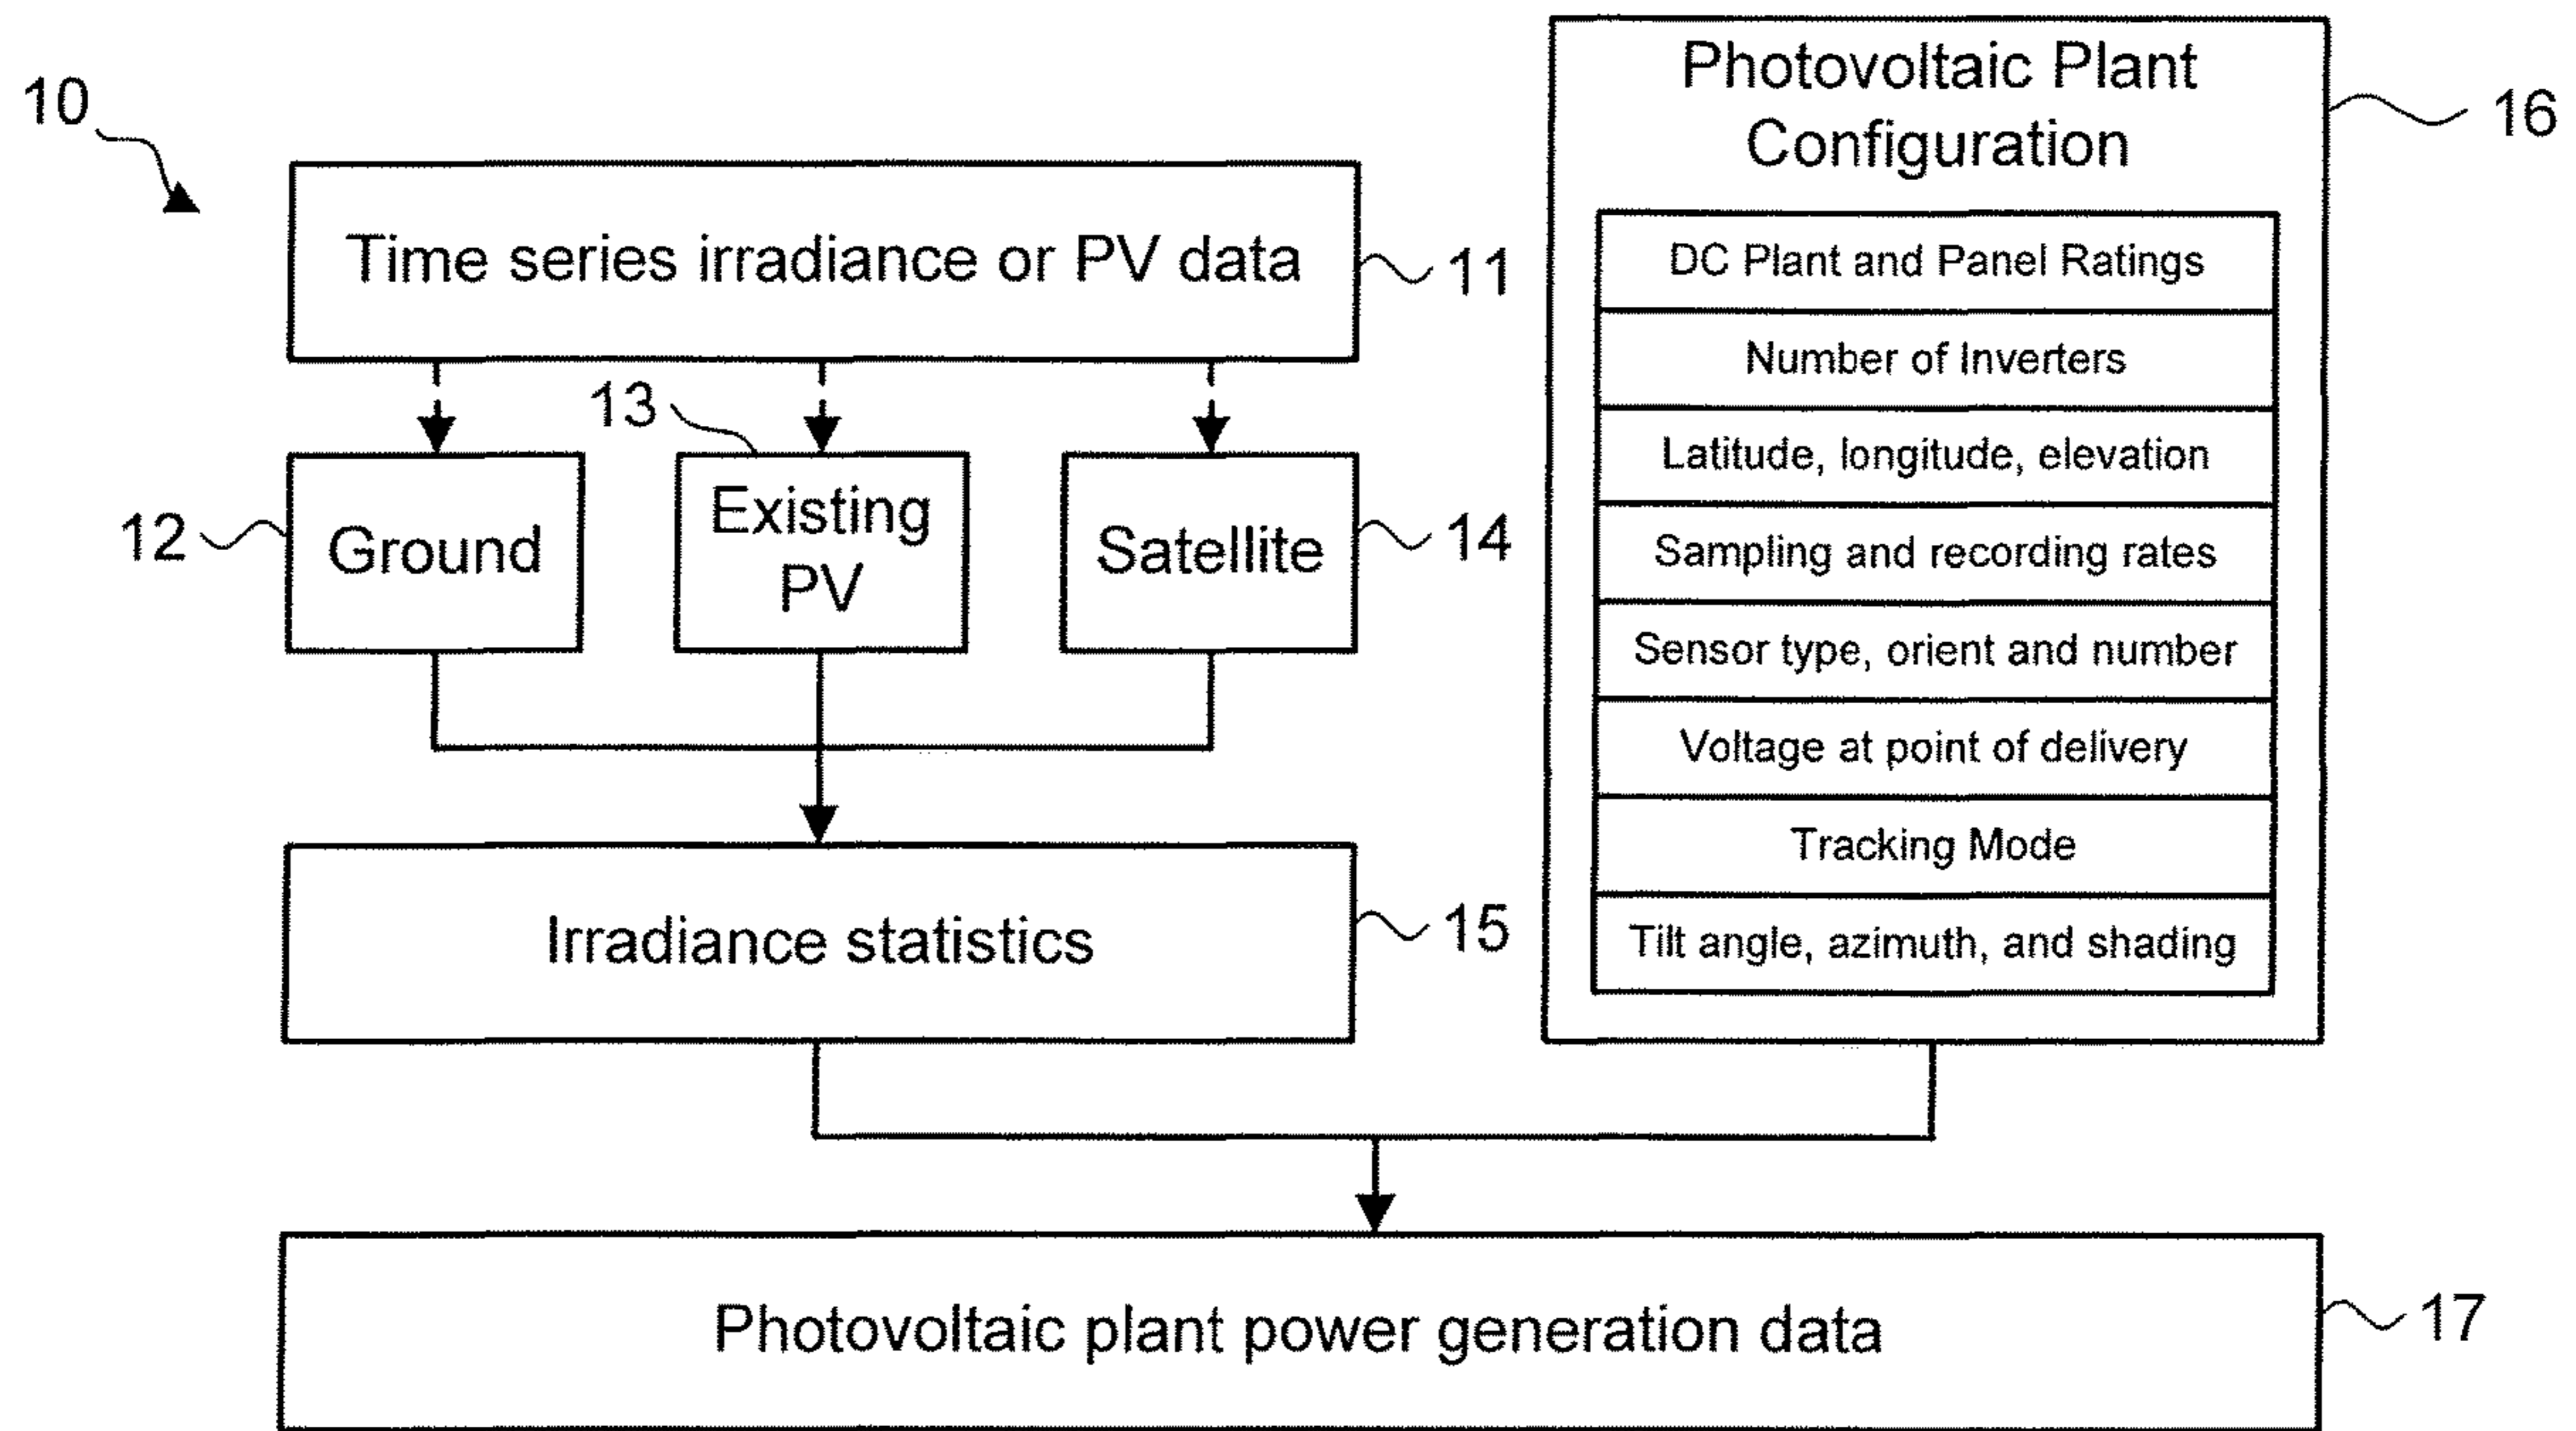 10
Time series irradiance or PV data
11
12
Ground
13
Existing
PV
Satellite
14
Irradiance statistics
15
Photovoltaic Plant
Configuration
16
DC Plant and Panel Ratings
Number of Inverters
Latitude, longitude, elevation
Sampling and recording rates
Sensor type, orient and number
Voltage at point of delivery
Tracking Mode
Tilt angle, azimuth, and shading
Photovoltaic plant power generation data
17